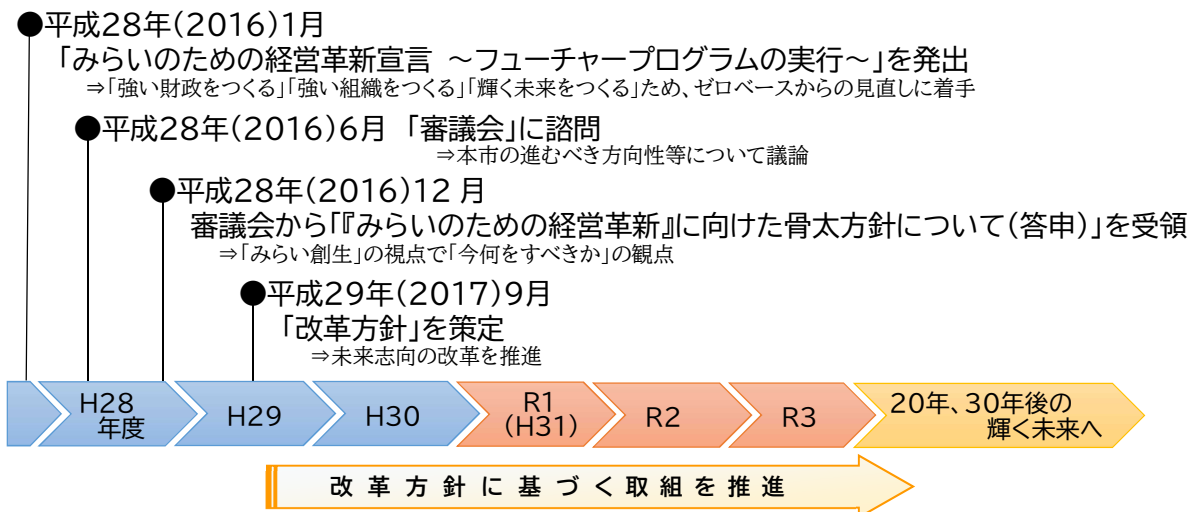 ●平成28年(2016)1月
「みらいのための経営革新宣言 ～フューチャープログラムの実行～」を発出
⇒「強い財政をつくる」「強い組織をつくる」「輝く未来をつくる」ため、ゼロベースからの見直しに着手
●平成28年(2016)6月 「審議会」に諮問
⇒本市の進むべき方向性等について議論
●平成28年(2016)12月
審議会から「『みらいのための経営革新』に向けた骨太方針について(答申)」を受領
⇒「みらい創生」の視点で「今何をすべきか」の観点
●平成29年(2017)9月
「改革方針」を策定
⇒未来志向の改革を推進
H28
年度
H29
H30
R1
(H31)
R2
R3
20年、30年後の
輝く未来へ
改革方針に基づく取組を推進